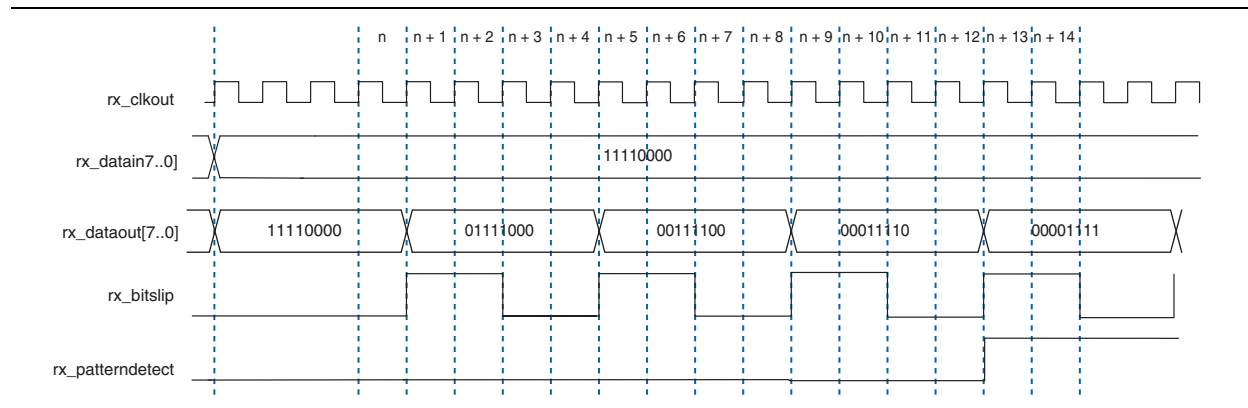 n n + 1 n + 2 n + 3 n + 4 n + 5 n + 6 n + 7 n + 8 n + 9 n + 10 n + 11 n + 12 n + 13 n + 14
rx_clkout
rx_datain7..0]
11110000
rx_dataout[7..0]
11110000 01111000 00111100 00011110 00001111
rx_bitslip
rx_patterndetect